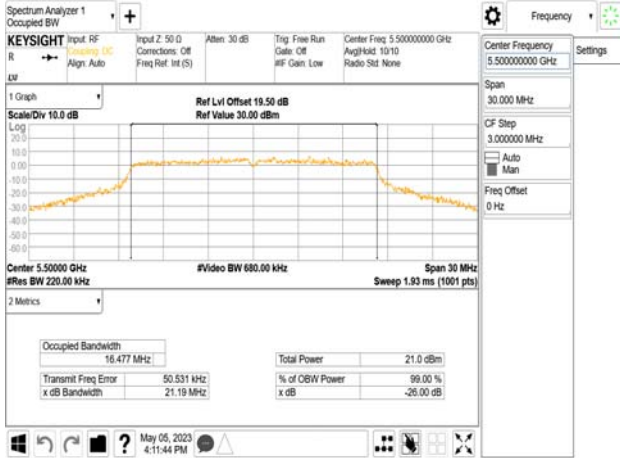 Spectrum Analyzer 1
Occupied BW
Frequency
KEYSIGHT
R
Input: RF
Coupling: DC
Align: Auto
Input Z: 50 Ω
Corrections: Off
Freq Ref: Int (S)
Atten: 30 dB
Trig: Free Run
Gate: Off
#IF Gain: Low
Center Freq: 5.500000000 GHz
Avg|Hold: 10/10
Radio Std: None
Center Frequency
5.500000000 GHz
Settings
Span
30.000 MHz
CF Step
3.000000 MHz
Auto
Man
Freq Offset
0 Hz
1 Graph
Scale/Div 10.0 dB
Ref Lvl Offset 19.50 dB
Ref Value 30.00 dBm
Log
20.0
10.0
0.00
-10.0
-20.0
-30.0
-40.0
-50.0
-60.0
Center 5.50000 GHz
#Video BW 680.00 kHz
Span 30 MHz
#Res BW 220.00 kHz
Sweep 1.93 ms (1001 pts)
2 Metrics
Occupied Bandwidth
16.477 MHz
Total Power 21.0 dBm
Transmit Freq Error 50.531 kHz
% of OBW Power 99.00 %
x dB Bandwidth 21.19 MHz
x dB -26.00 dB
?
May 05, 2023
4:11:44 PM